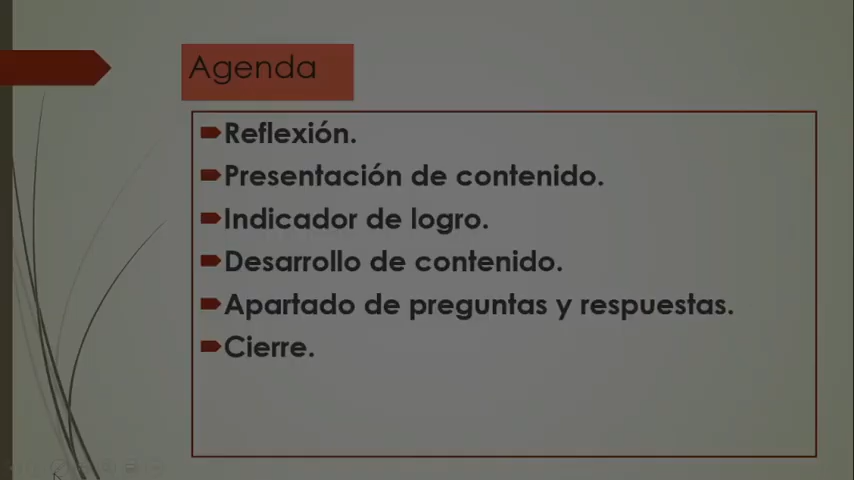 Agenda
Reflexión.
Presentación de contenido.
Indicador de logro.
Desarrollo de contenido.
Apartado de preguntas y respuestas.
Cierre.